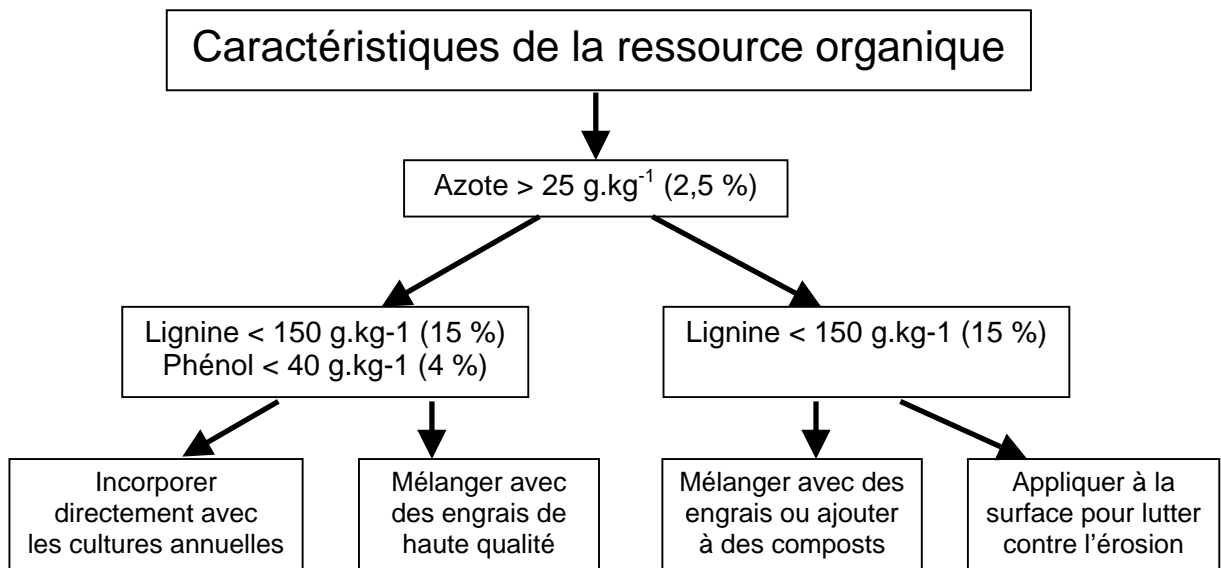 Caractéristiques de la ressource organique
Azote > 25 g.kg⁻¹ (2,5 %)
Lignine < 150 g.kg-1 (15 %)
Phénol < 40 g.kg-1 (4 %)
Lignine < 150 g.kg-1 (15 %)
Incorporer
directement avec
les cultures annuelles
Mélanger avec
des engrais de
haute qualité
Mélanger avec des
engrais ou ajouter
à des composts
Appliquer à la
surface pour lutter
contre l’érosion